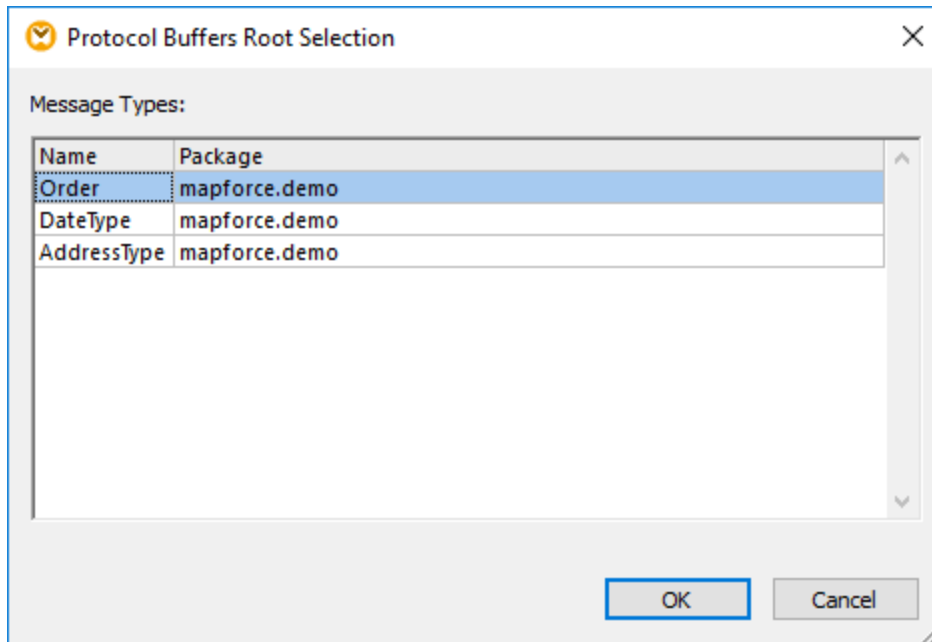 Protocol Buffers Root Selection
Message Types:
Name Package
Order mapforce.demo
DateType mapforce.demo
AddressType mapforce.demo
OK Cancel